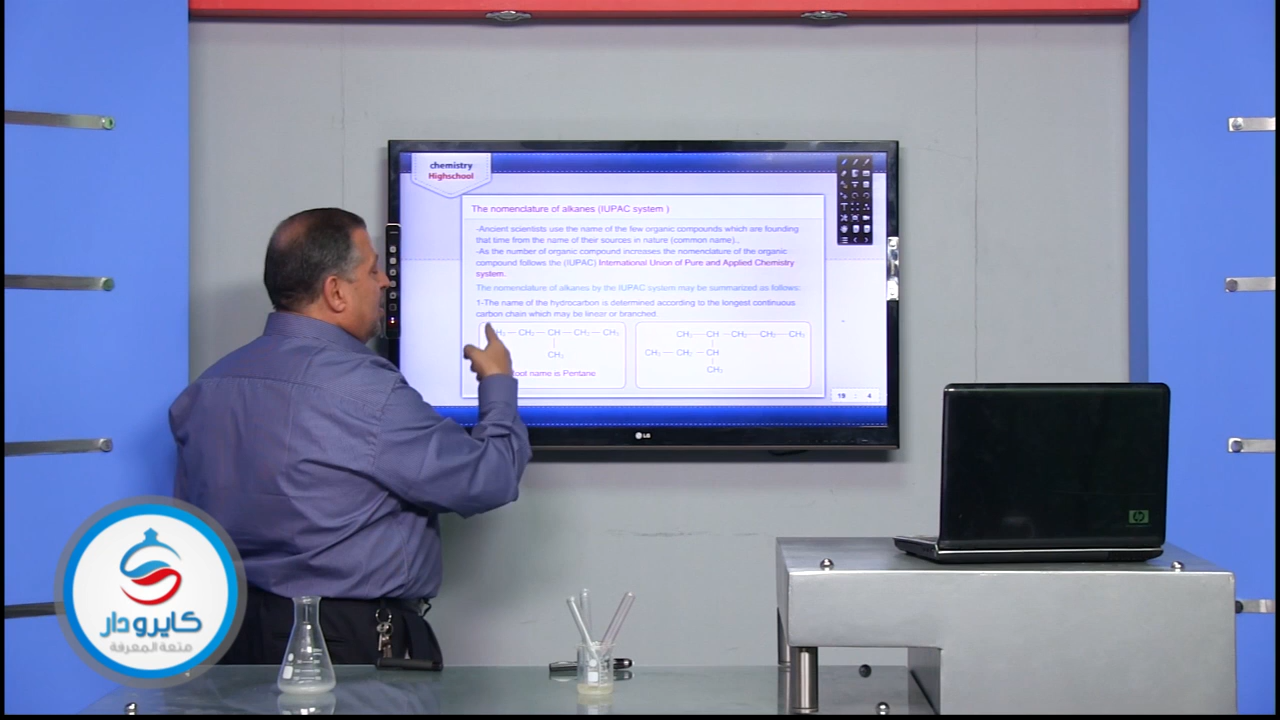 chemistry
Highschool
The nomenclature of alkanes (IUPAC system )
-Ancient scientists use the name of the few organic compounds which are founding
that time from the name of their sources in nature (common name)..
-As the number of organic compound increases the nomenclature of the organic
compound follows the (IUPAC) International Union of Pure and Applied Chemistry
system.
The nomenclature of alkanes by the IUPAC system may be summarized as follows:
1-The name of the hydrocarbon is determined according to the longest continuous
carbon chain which may be linear or branched.
— CH₂ — CH — CH₂ — CH₃
CH₃
name is Pentane
CH₂ — CH — CH₂ — CH₂ — CH₃
CH₃ — CH₂ — CH
CH₃
19 : 4
LG
hp
كايرو دار
متعة المعرفة